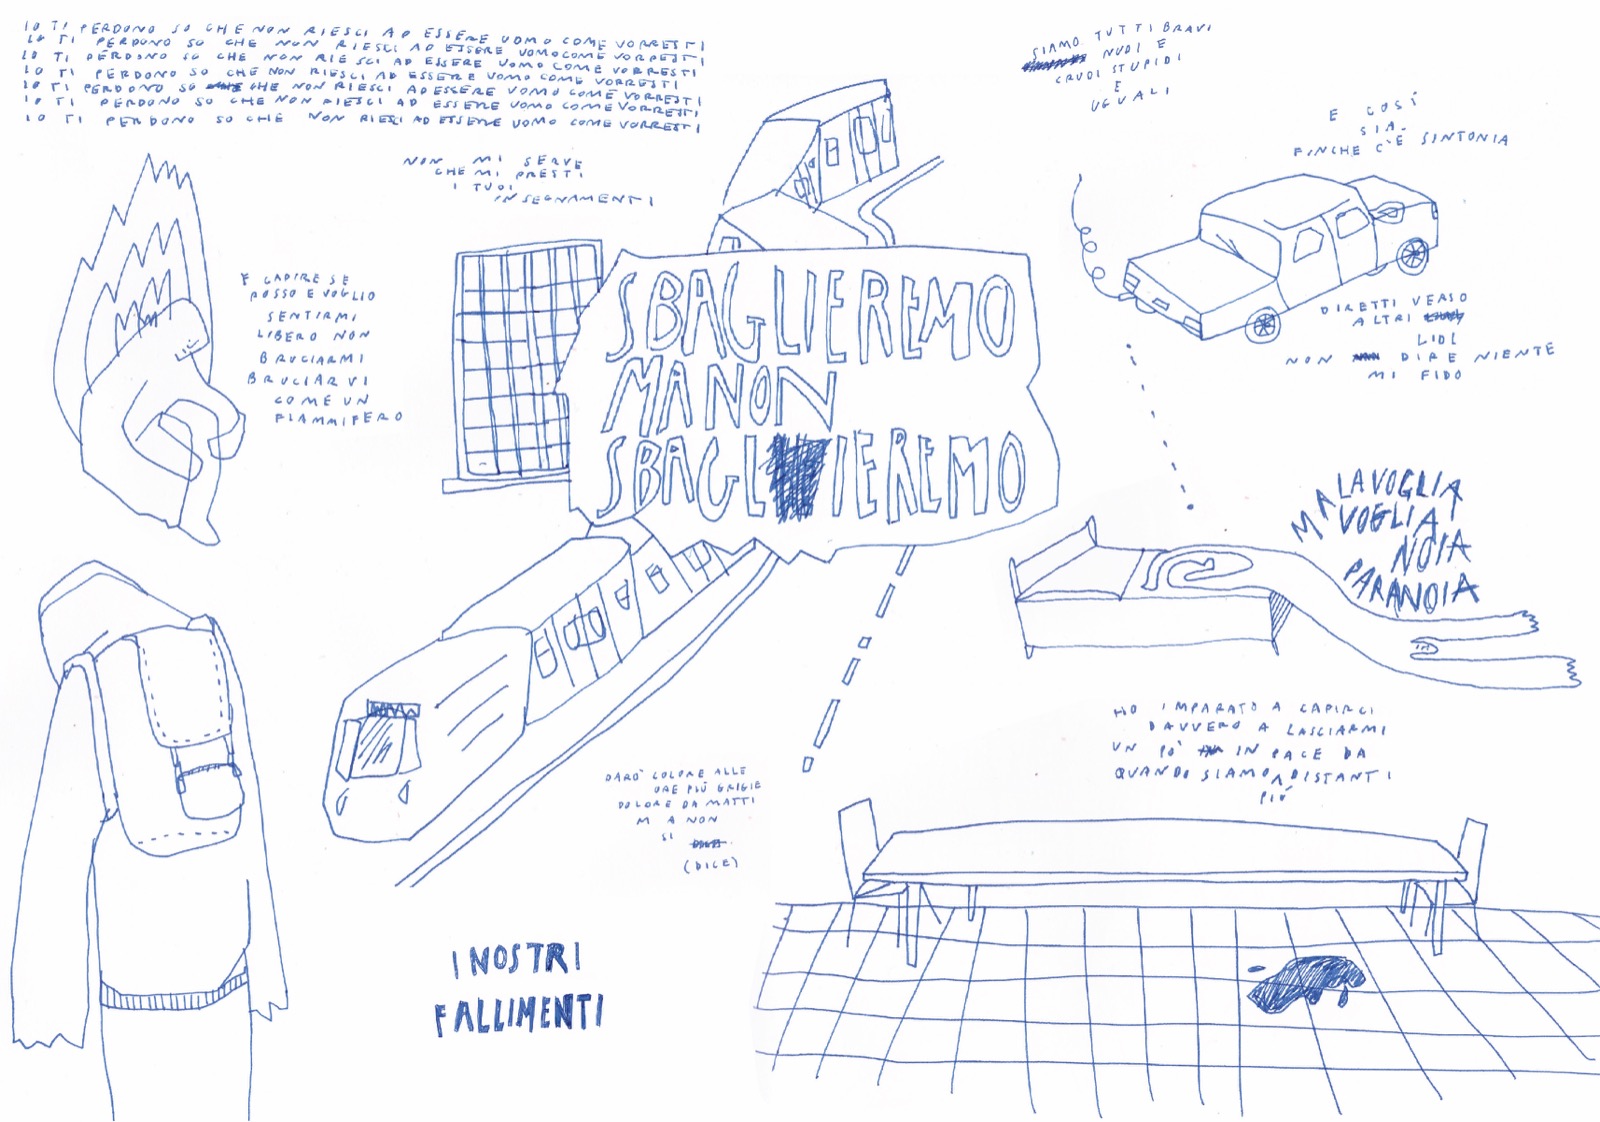 IO TI PERDONO SO CHE NON RIESCI AD ESSERE UOMO COME VORRESTI
IO TI PERDONO SO CHE NON RIESCI AD ESSERE UOMO COME VORRESTI
IO TI PERDONO SO CHE NON RIESCI AD ESSERE UOMO COME VORRESTI
IO TI PERDONO SO CHE NON RIESCI AD ESSERE UOMO COME VORRESTI
IO TI PERDONO SO CHE NON RIESCI AD ESSERE UOMO COME VORRESTI
IO TI PERDONO SO CHE NON RIESCI AD ESSERE UOMO COME VORRESTI
IO TI PERDONO SO CHE NON RIESCI AD ESSERE UOMO COME VORRESTI
NON MI SERVE
CHE MI PRESTI
I TUOI
INSEGNAMENTI
SIAMO TUTTI BRAVI
NUDI E
CRUDI STUPIDI
E
UGUALI
E COSÌ
SIA.
FINCHE C'È SINTONIA
E CAPIRE SE
POSSO E VOGLIO
SENTIRMI
LIBERO NON
BRUCIARMI
BRUCIARVI
COME UN
FIAMMIFERO
SBAGLIEREMO
MA NON
SBAGLIEREMO
DIRETTI VERSO
ALTRI
LIDI
NON DIRE NIENTE
MI FIDO
MA LA VOGLIA
VOGLIA
NOIA
PARANOIA
HO IMPARATO A CAPIRCI
DAVVERO A LASCIARMI
UN PÒ IN PACE DA
QUANDO SIAMO PIÙ DISTANTI
DARÒ COLORE ALLE
ORE PIÙ GRIGIE
DOLORE DA MATTI
MA NON
SI
(DICE)
I NOSTRI
FALLIMENTI